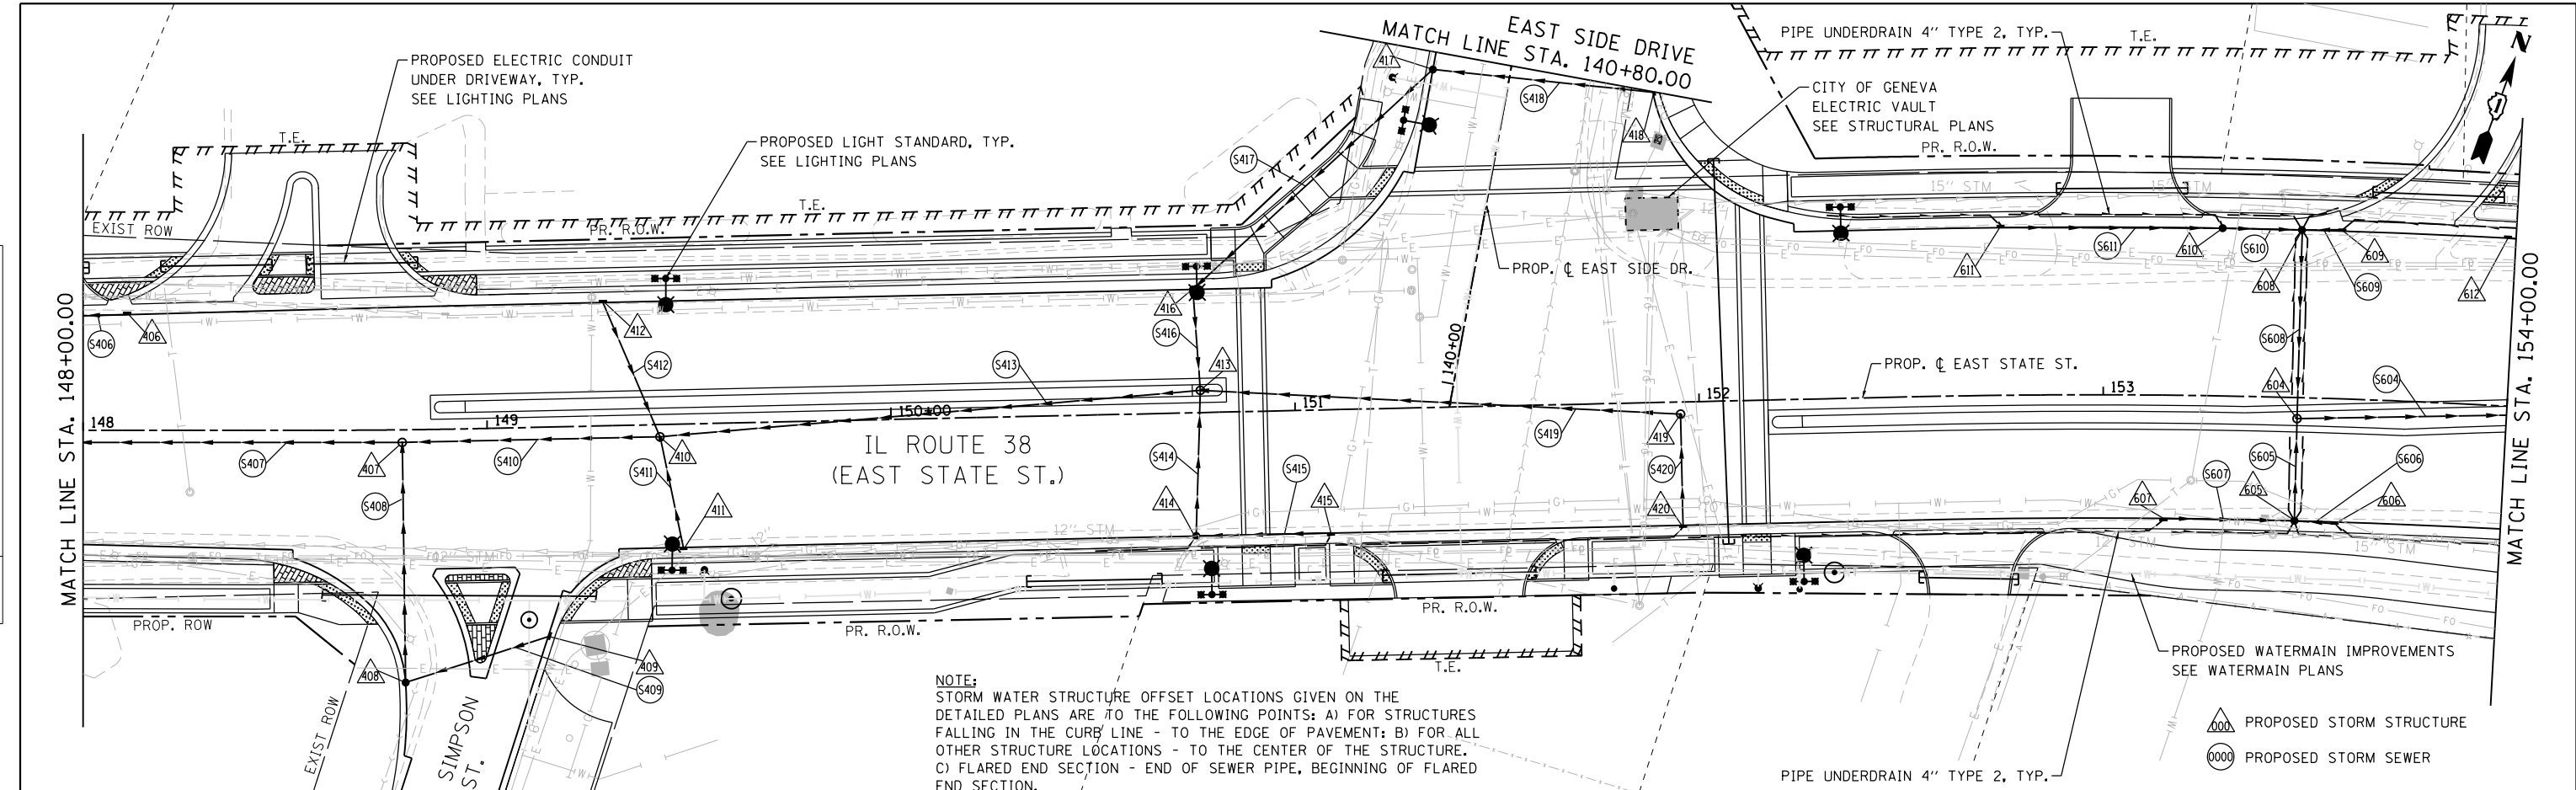 EAST SIDE DRIVE
MATCH LINE STA. 140+80.00
PROPOSED ELECTRIC CONDUIT
UNDER DRIVEWAY, TYP.
SEE LIGHTING PLANS
PROPOSED LIGHT STANDARD, TYP.
SEE LIGHTING PLANS
PIPE UNDERDRAIN 4" TYPE 2, TYP.
T.E.
CITY OF GENEVA
ELECTRIC VAULT
SEE STRUCTURAL PLANS
PR. R.O.W.
N
T.E.
T.E.
EXIST ROW
PR. R.O.W.
417
S418
418
S417
15" STM
15" STM
PROP. ℄ EAST SIDE DR.
611
S611
610
S610
609
608
S609
612
S406
406
412
416
S416
S412
S413
413
140+00
PROP. ℄ EAST STATE ST.
S608
604
S604
148
149
150+00
151
152
153
MATCH LINE STA. 148+00.00
MATCH LINE STA. 154+00.00
IL ROUTE 38
(EAST STATE ST.)
S407
407
S410
410
S411
S408
411
S414
414
S415
415
S419
419
S420
420
607
S607
605
S605
S606
606
12" STM
12" STM
12"
15" STM
PROP. ROW
PR. R.O.W.
PR. R.O.W.
T.E.
408
409
S409
EXIST ROW
SIMPSON
ST.
PROPOSED WATERMAIN IMPROVEMENTS
SEE WATERMAIN PLANS
NOTE:
STORM WATER STRUCTURE OFFSET LOCATIONS GIVEN ON THE
DETAILED PLANS ARE TO THE FOLLOWING POINTS: A) FOR STRUCTURES
FALLING IN THE CURB LINE - TO THE EDGE OF PAVEMENT: B) FOR ALL
OTHER STRUCTURE LOCATIONS - TO THE CENTER OF THE STRUCTURE.
C) FLARED END SECTION - END OF SEWER PIPE, BEGINNING OF FLARED
END SECTION.
000 PROPOSED STORM STRUCTURE
0000 PROPOSED STORM SEWER
PIPE UNDERDRAIN 4" TYPE 2, TYP.